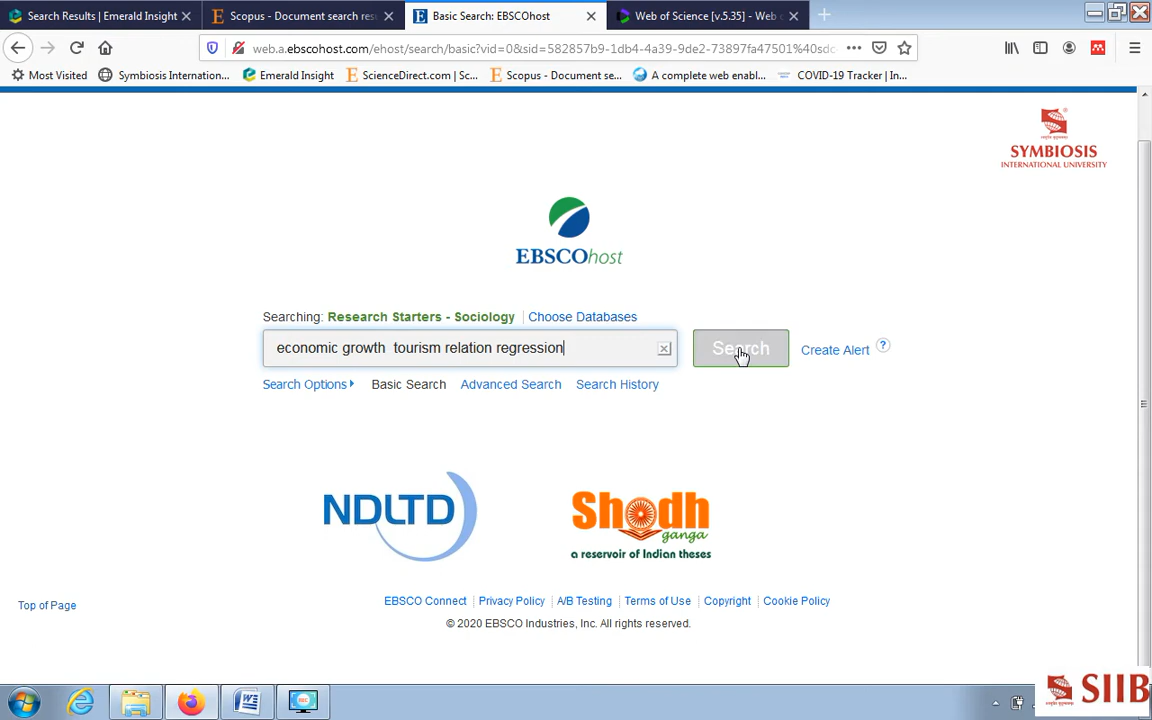 Search Results | Emerald Insight
Scopus - Document search res
Basic Search: EBSCOhost
Web of Science [v.5.35] - Web
web.a.ebscohost.com/ehost/search/basic?vid=0&sid=582857b9-1db4-4a39-9de2-73897fa47501%40sdc
Most Visited
Symbiosis Internation...
Emerald Insight
ScienceDirect.com | Sc...
Scopus - Document se...
A complete web enabl...
COVID-19 Tracker | In...
SYMBIOSIS
INTERNATIONAL UNIVERSITY
EBSCOhost
Searching: Research Starters - Sociology Choose Databases
economic growth  tourism relation regression
Search
Create Alert
?
Search Options
Basic Search
Advanced Search
Search History
NDLTD
Shodh
ganga
a reservoir of Indian theses
EBSCO Connect
Privacy Policy
A/B Testing
Terms of Use
Copyright
Cookie Policy
Top of Page
© 2020 EBSCO Industries, Inc. All rights reserved.
SIIB